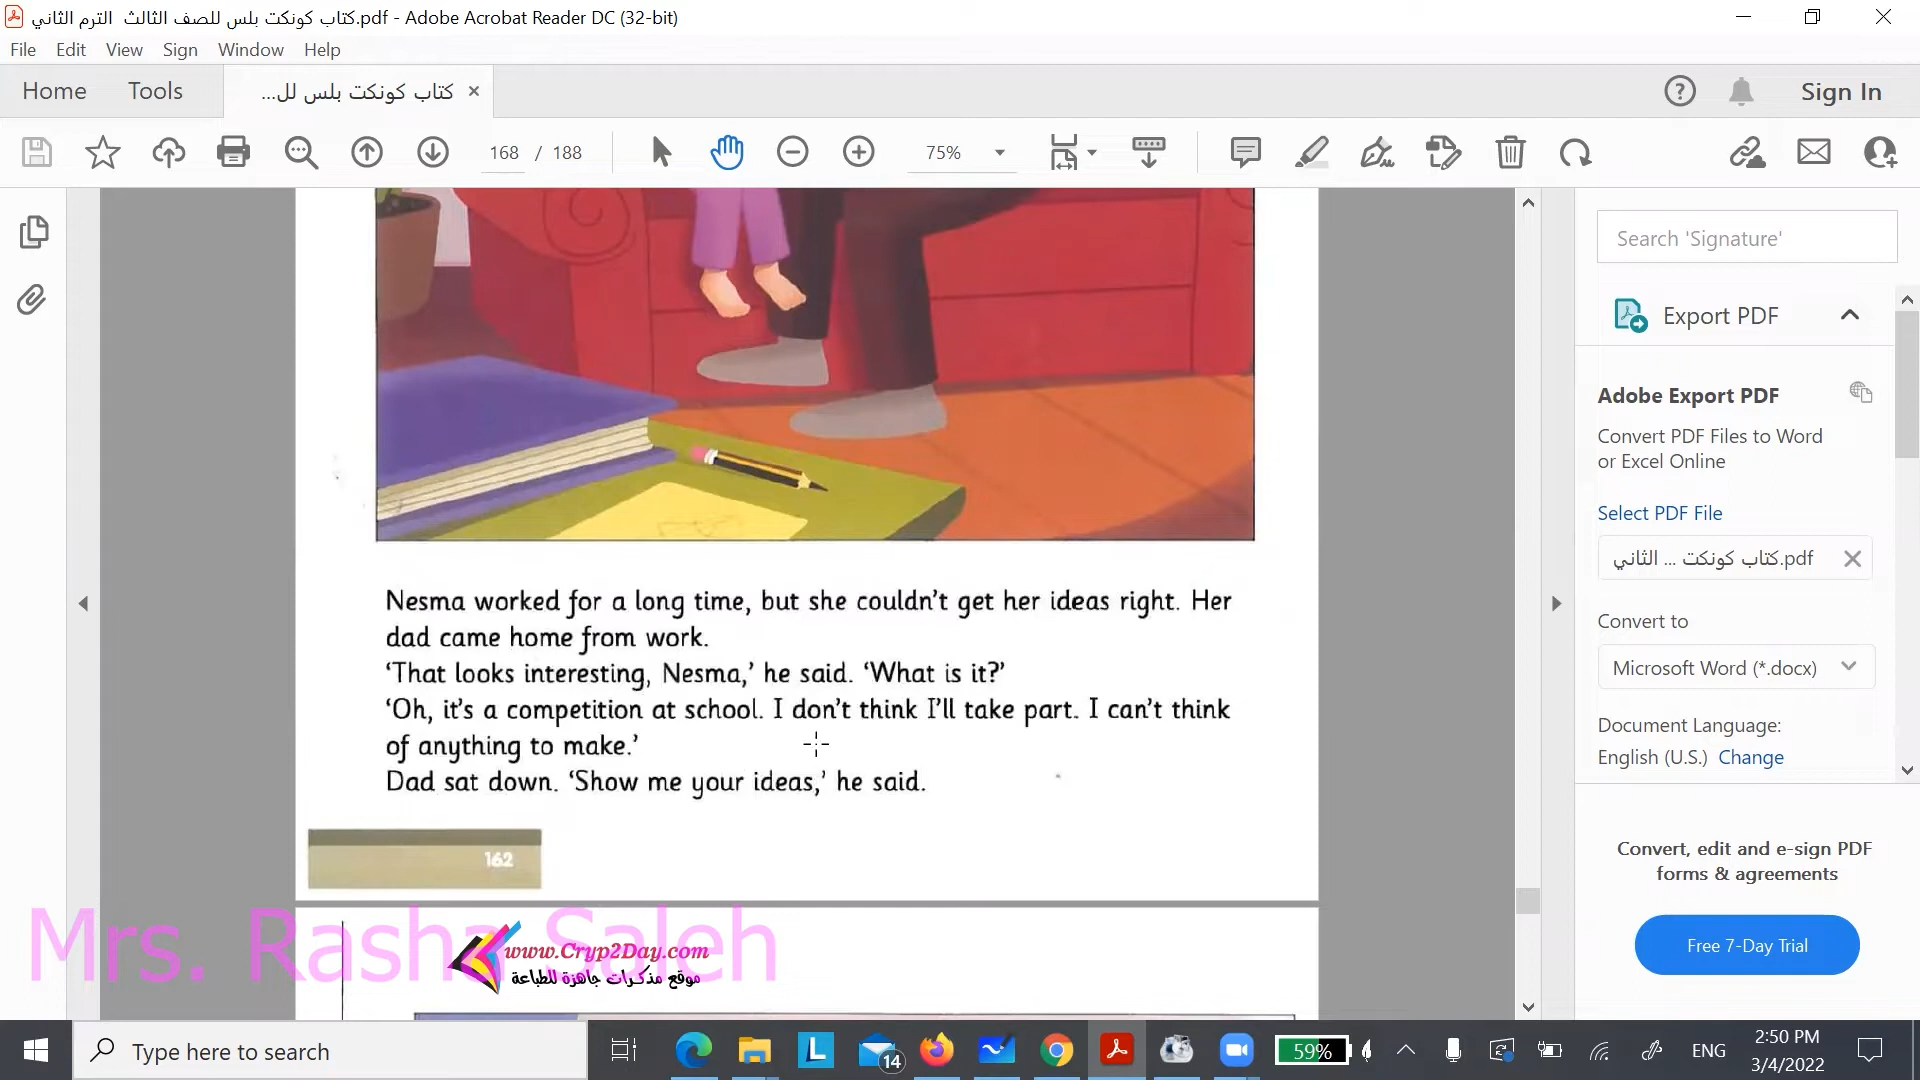 كتاب كونكت بلس للصف الثالث الترم الثاني.pdf - Adobe Acrobat Reader DC (32-bit)
File Edit View Sign Window Help
Home Tools كتاب كونكت بلس لل... × Sign In
168 / 188 75%
Search 'Signature'
Export PDF
Adobe Export PDF
Convert PDF Files to Word
or Excel Online
Select PDF File
كتاب كونكت ... الثاني.pdf
Convert to
Microsoft Word (*.docx)
Document Language:
English (U.S.) Change
Convert, edit and e-sign PDF
forms & agreements
Free 7-Day Trial
Nesma worked for a long time, but she couldn't get her ideas right. Her
dad came home from work.
'That looks interesting, Nesma,' he said. 'What is it?'
'Oh, it's a competition at school. I don't think I'll take part. I can't think
of anything to make.'
Dad sat down. 'Show me your ideas,' he said.
162
Mrs. Rasha Saleh
www.Cryp2Day.com
موقع مذكرات جاهزة للطباعة
Type here to search
14
59%
ENG
2:50 PM
3/4/2022